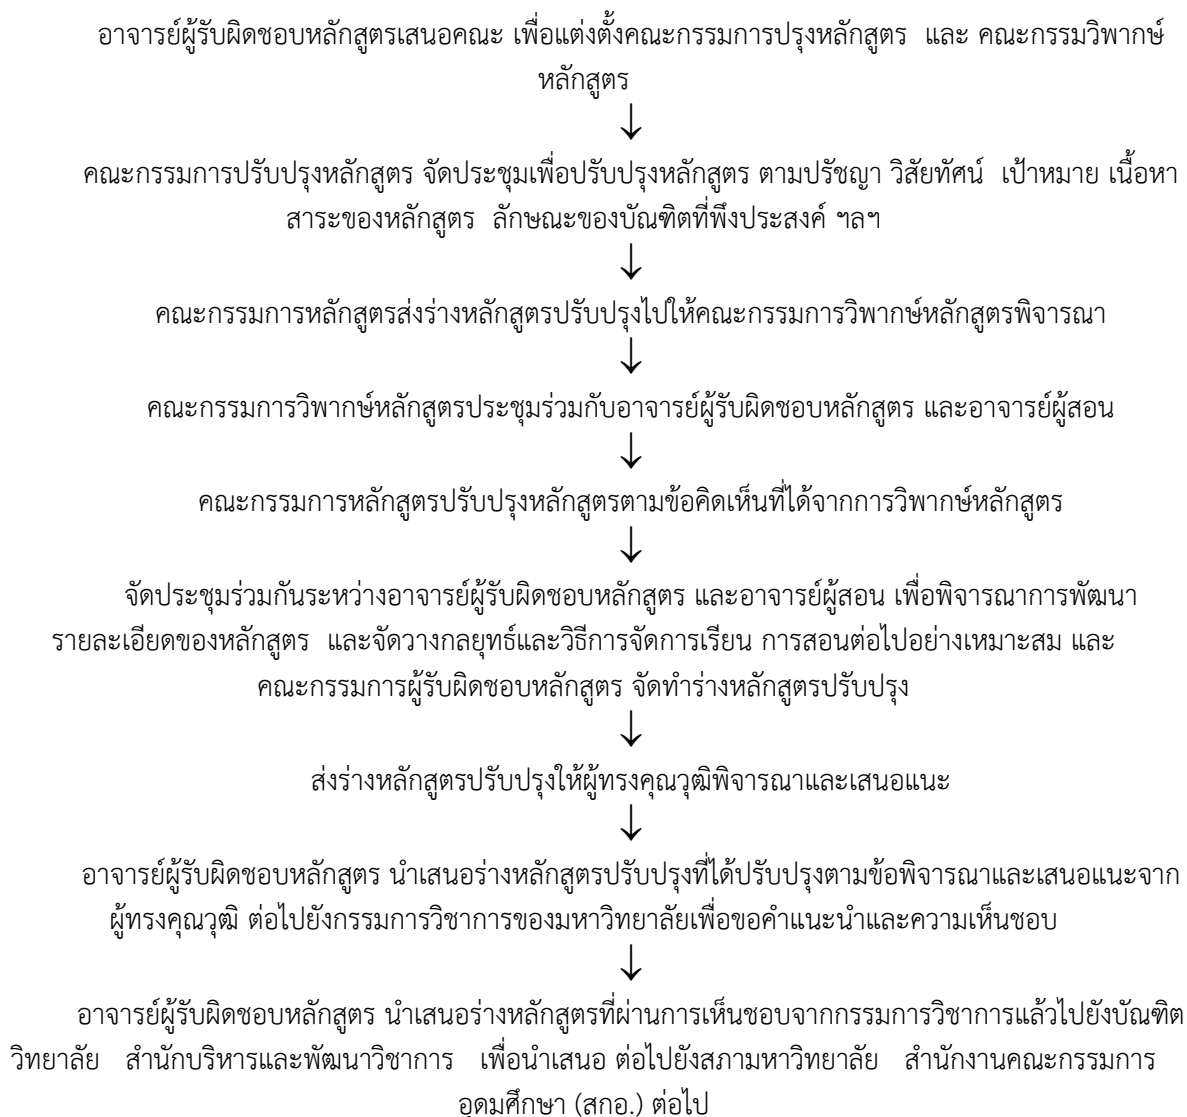 อาจารย์ผู้รับผิดชอบหลักสูตรเสนอคณะ เพื่อแต่งตั้งคณะกรรมการปรุงหลักสูตร และ คณะกรรมวิพากษ์
หลักสูตร
↓
คณะกรรมการปรับปรุงหลักสูตร จัดประชุมเพื่อปรับปรุงหลักสูตร ตามปรัชญา วิสัยทัศน์ เป้าหมาย เนื้อหา
สาระของหลักสูตร ลักษณะของบัณฑิตที่พึงประสงค์ ฯลฯ
↓
คณะกรรมการหลักสูตรส่งร่างหลักสูตรปรับปรุงไปให้คณะกรรมการวิพากษ์หลักสูตรพิจารณา
↓
คณะกรรมการวิพากษ์หลักสูตรประชุมร่วมกับอาจารย์ผู้รับผิดชอบหลักสูตร และอาจารย์ผู้สอน
↓
คณะกรรมการหลักสูตรปรับปรุงหลักสูตรตามข้อคิดเห็นที่ได้จากการวิพากษ์หลักสูตร
↓
จัดประชุมร่วมกันระหว่างอาจารย์ผู้รับผิดชอบหลักสูตร และอาจารย์ผู้สอน เพื่อพิจารณาการพัฒนา
รายละเอียดของหลักสูตร และจัดวางกลยุทธ์และวิธีการจัดการเรียน การสอนต่อไปอย่างเหมาะสม และ
คณะกรรมการผู้รับผิดชอบหลักสูตร จัดทำร่างหลักสูตรปรับปรุง
↓
ส่งร่างหลักสูตรปรับปรุงให้ผู้ทรงคุณวุฒิพิจารณาและเสนอแนะ
↓
อาจารย์ผู้รับผิดชอบหลักสูตร นำเสนอร่างหลักสูตรปรับปรุงที่ได้ปรับปรุงตามข้อพิจารณาและเสนอแนะจาก
ผู้ทรงคุณวุฒิ ต่อไปยังกรรมการวิชาการของมหาวิทยาลัยเพื่อขอคำแนะนำและความเห็นชอบ
↓
อาจารย์ผู้รับผิดชอบหลักสูตร นำเสนอร่างหลักสูตรที่ผ่านการเห็นชอบจากกรรมการวิชาการแล้วไปยังบัณฑิต
วิทยาลัย สำนักบริหารและพัฒนาวิชาการ เพื่อนำเสนอ ต่อไปยังสภามหาวิทยาลัย สำนักงานคณะกรรมการ
อุดมศึกษา (สกอ.) ต่อไป